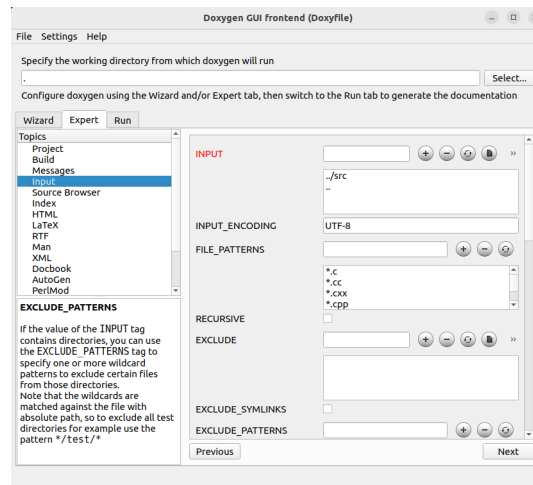 Doxygen GUI frontend (Doxyfile)
File Settings Help
Specify the working directory from which doxygen will run
.
Select...
Configure doxygen using the Wizard and/or Expert tab, then switch to the Run tab to generate the documentation
Wizard Expert Run
Topics
Project
Build
Messages
Input
Source Browser
Index
HTML
LaTeX
RTF
Man
XML
Docbook
AutoGen
PerlMod
EXCLUDE_PATTERNS
If the value of the INPUT tag
contains directories, you can use
the EXCLUDE_PATTERNS tag to
specify one or more wildcard
patterns to exclude certain files
from those directories.
Note that the wildcards are
matched against the file with
absolute path, so to exclude all test
directories for example use the
pattern */test/*
INPUT
../src
..
INPUT_ENCODING
UTF-8
FILE_PATTERNS
*.c
*.cc
*.cxx
*.cpp
RECURSIVE
EXCLUDE
EXCLUDE_SYMLINKS
EXCLUDE_PATTERNS
Previous
Next